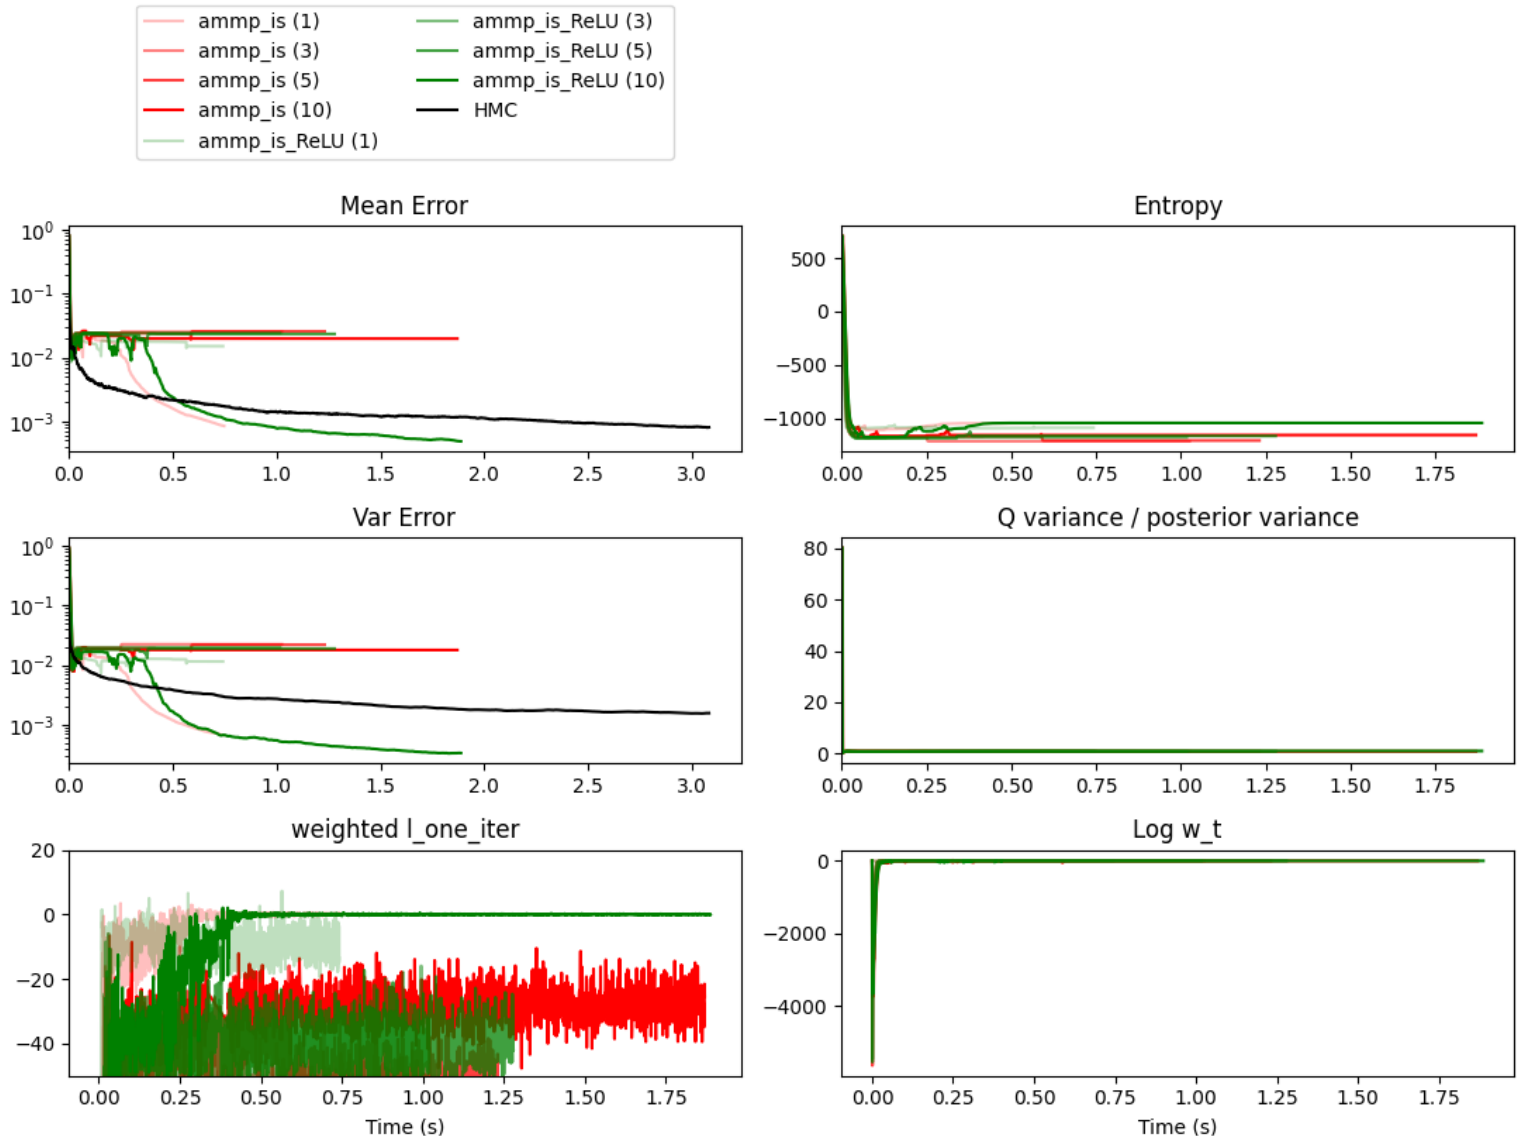 ammp_is (1)
ammp_is (3)
ammp_is (5)
ammp_is (10)
ammp_is_ReLU (1)
ammp_is_ReLU (3)
ammp_is_ReLU (5)
ammp_is_ReLU (10)
HMC
Mean Error
10^0
10^-1
10^-2
10^-3
0.0 0.5 1.0 1.5 2.0 2.5 3.0
Entropy
500
0
−500
−1000
0.00 0.25 0.50 0.75 1.00 1.25 1.50 1.75
Var Error
10^0
10^-1
10^-2
10^-3
0.0 0.5 1.0 1.5 2.0 2.5 3.0
Q variance / posterior variance
80
60
40
20
0
0.00 0.25 0.50 0.75 1.00 1.25 1.50 1.75
weighted l_one_iter
20
0
−20
−40
0.00 0.25 0.50 0.75 1.00 1.25 1.50 1.75
Time (s)
Log w_t
0
−2000
−4000
0.00 0.25 0.50 0.75 1.00 1.25 1.50 1.75
Time (s)